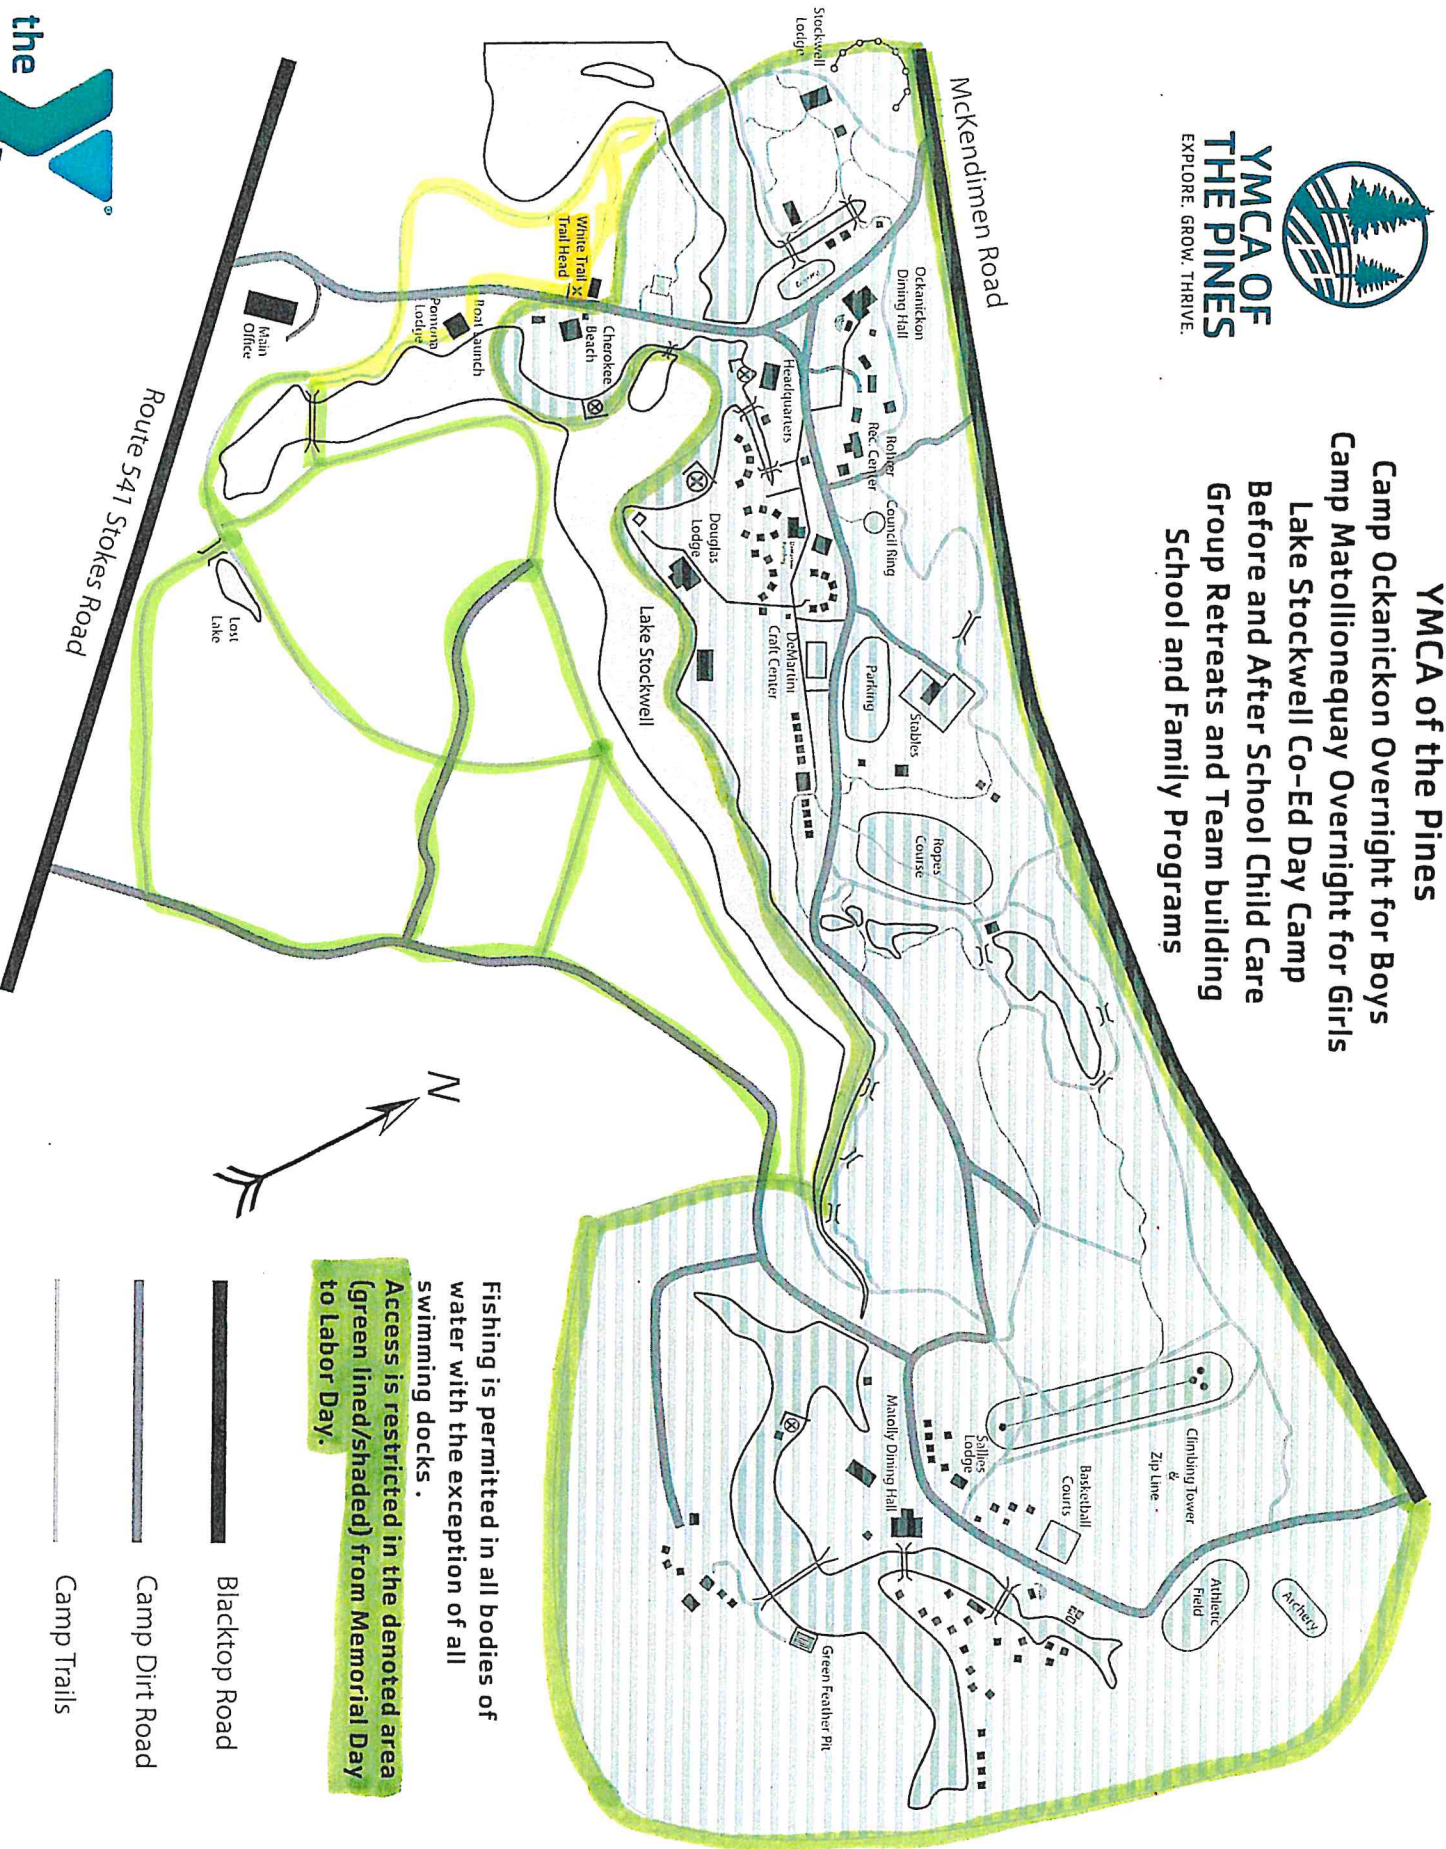 YMCA OF
THE PINES
EXPLORE. GROW. THRIVE.
YMCA of the Pines
Camp Ockanickon Overnight for Boys
Camp Matollionequay Overnight for Girls
Lake Stockwell Co-Ed Day Camp
Before and After School Child Care
Group Retreats and Team building
School and Family Programs
the
McKendimen Road
Stockwell
Lodge
Ockanickon
Dining Hall
Headquarters
Rohrer
Rec. Center
Council Ring
White Trail
Trail Head
Cherokee
Beach
Boat Launch
Pomona
Lodge
Main
Office
Douglas
Lodge
DeMartini
Craft Center
Parking
Stables
Ropes
Course
Lake Stockwell
Lost
Lake
Route 541 Stokes Road
N
Climbing Tower
&
Zip Line
Basketball
Courts
Sallies
Lodge
Matolly Dining Hall
Athletic
Field
Archery
Green Feather Pit
Fishing is permitted in all bodies of
water with the exception of all
swimming docks.
Access is restricted in the denoted area
(green lined/shaded) from Memorial Day
to Labor Day.
Blacktop Road
Camp Dirt Road
Camp Trails